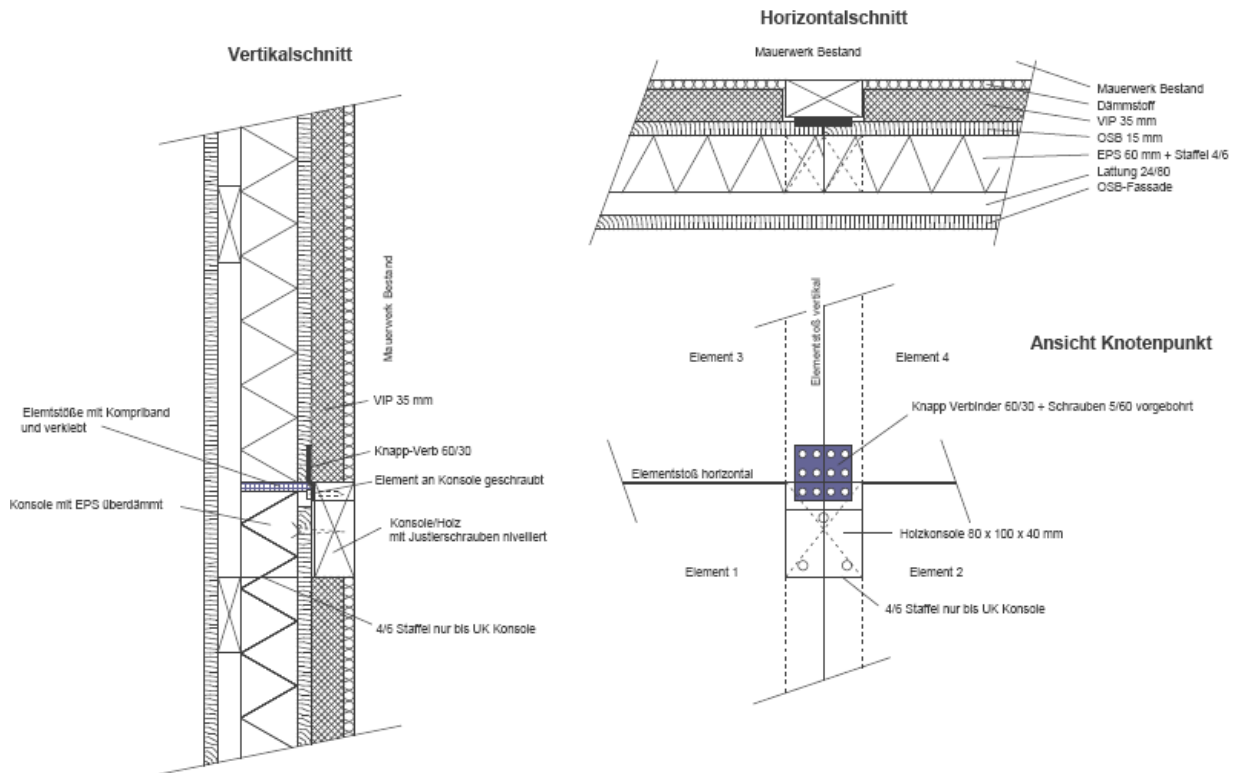 Vertikalschnitt
Mauerwerk Bestand
VIP 35 mm
Elemtstöße mit Kompriband
und verklebt
Knapp-Verb 60/30
Element an Konsole geschraubt
Konsole mit EPS überdämmt
Konsole/Holz
mit Justierschrauben nivelliert
4/6 Staffel nur bis UK Konsole
Horizontalschnitt
Mauerwerk Bestand
Mauerwerk Bestand
Dämmstoff
VIP 35 mm
OSB 15 mm
EPS 60 mm + Staffel 4/6
Lattung 24/80
OSB-Fassade
Elementstoß vertikal
Ansicht Knotenpunkt
Element 3
Element 4
Knapp Verbinder 60/30 + Schrauben 5/60 vorgebohrt
Elementstoß horizontal
Holzkonsole 80 x 100 x 40 mm
Element 1
Element 2
4/6 Staffel nur bis UK Konsole